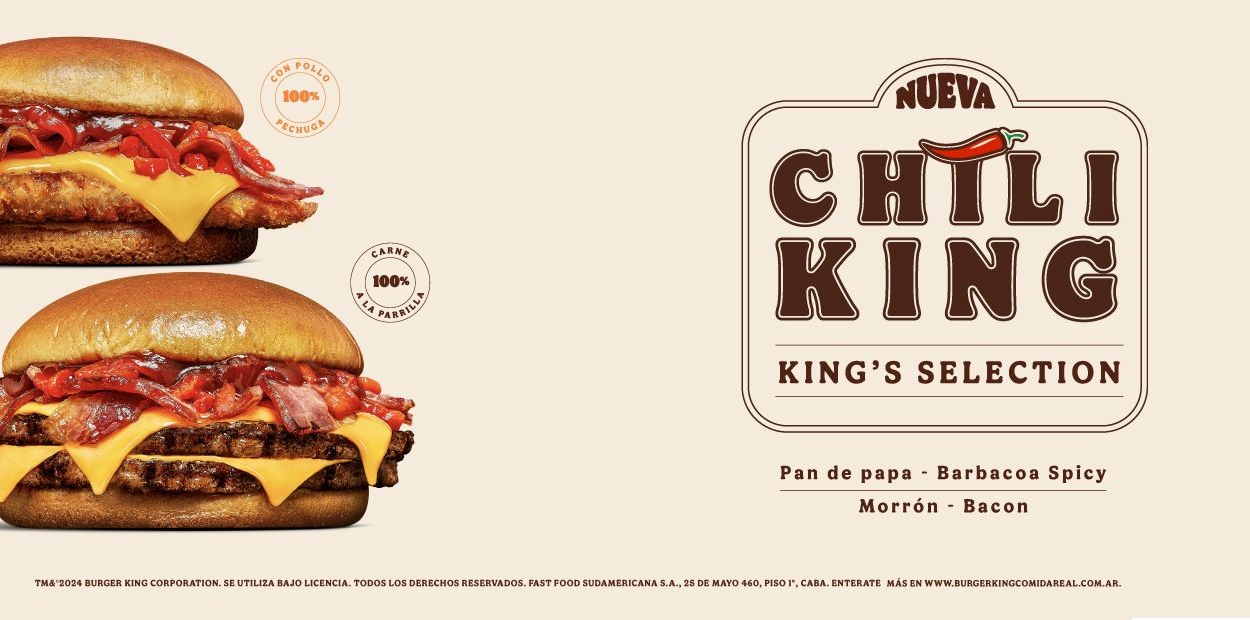 CON POLLO
100%
PECHUGA
CARNE
100%
A LA PARRILLA
NUEVA
CHILI
KING
KING'S SELECTION
Pan de papa - Barbacoa Spicy
Morrón - Bacon
TM&©2024 BURGER KING CORPORATION. SE UTILIZA BAJO LICENCIA. TODOS LOS DERECHOS RESERVADOS. FAST FOOD SUDAMERICANA S.A., 25 DE MAYO 460, PISO 1°, CABA. ENTERATE MÁS EN WWW.BURGERKINGCOMIDAREAL.COM.AR.